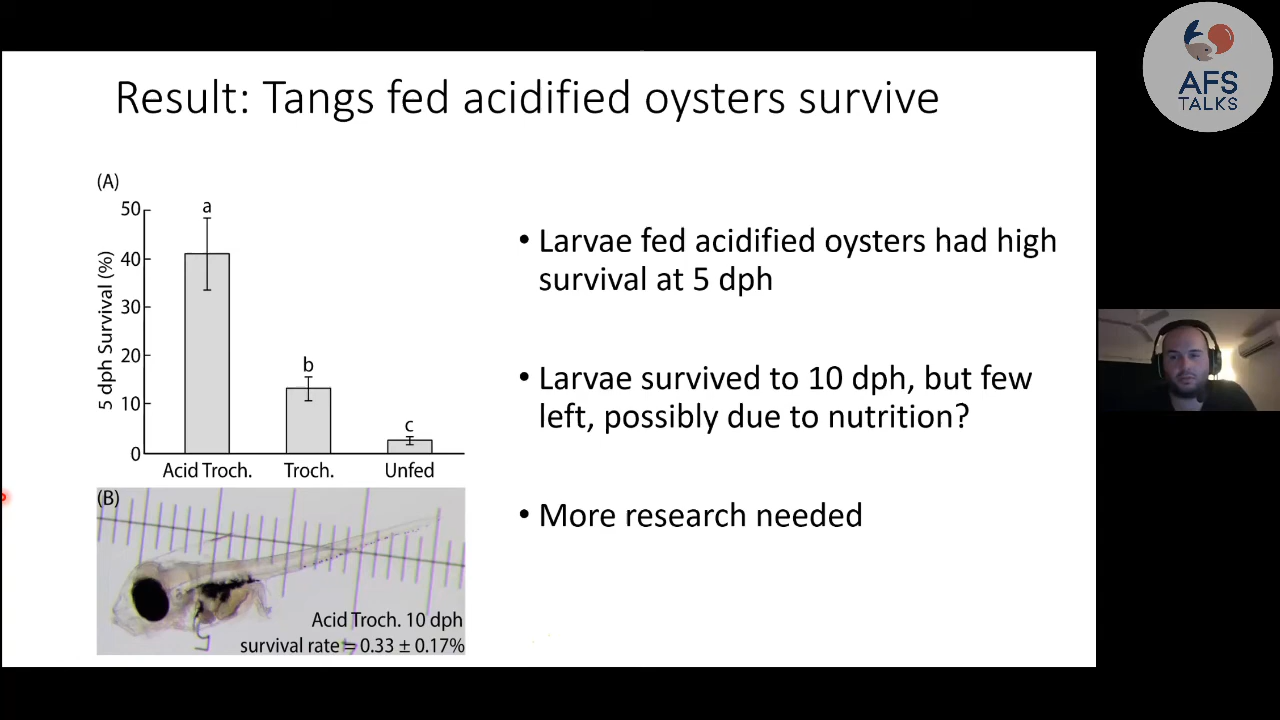 AFS
TALKS
Result: Tangs fed acidified oysters survive
(A)
50
40
30
20
10
0
5 dph Survival (%)
a
b
c
Acid Troch.
Troch.
Unfed
(B)
Acid Troch. 10 dph
survival rate = 0.33 ± 0.17%
• Larvae fed acidified oysters had high
survival at 5 dph
• Larvae survived to 10 dph, but few
left, possibly due to nutrition?
• More research needed